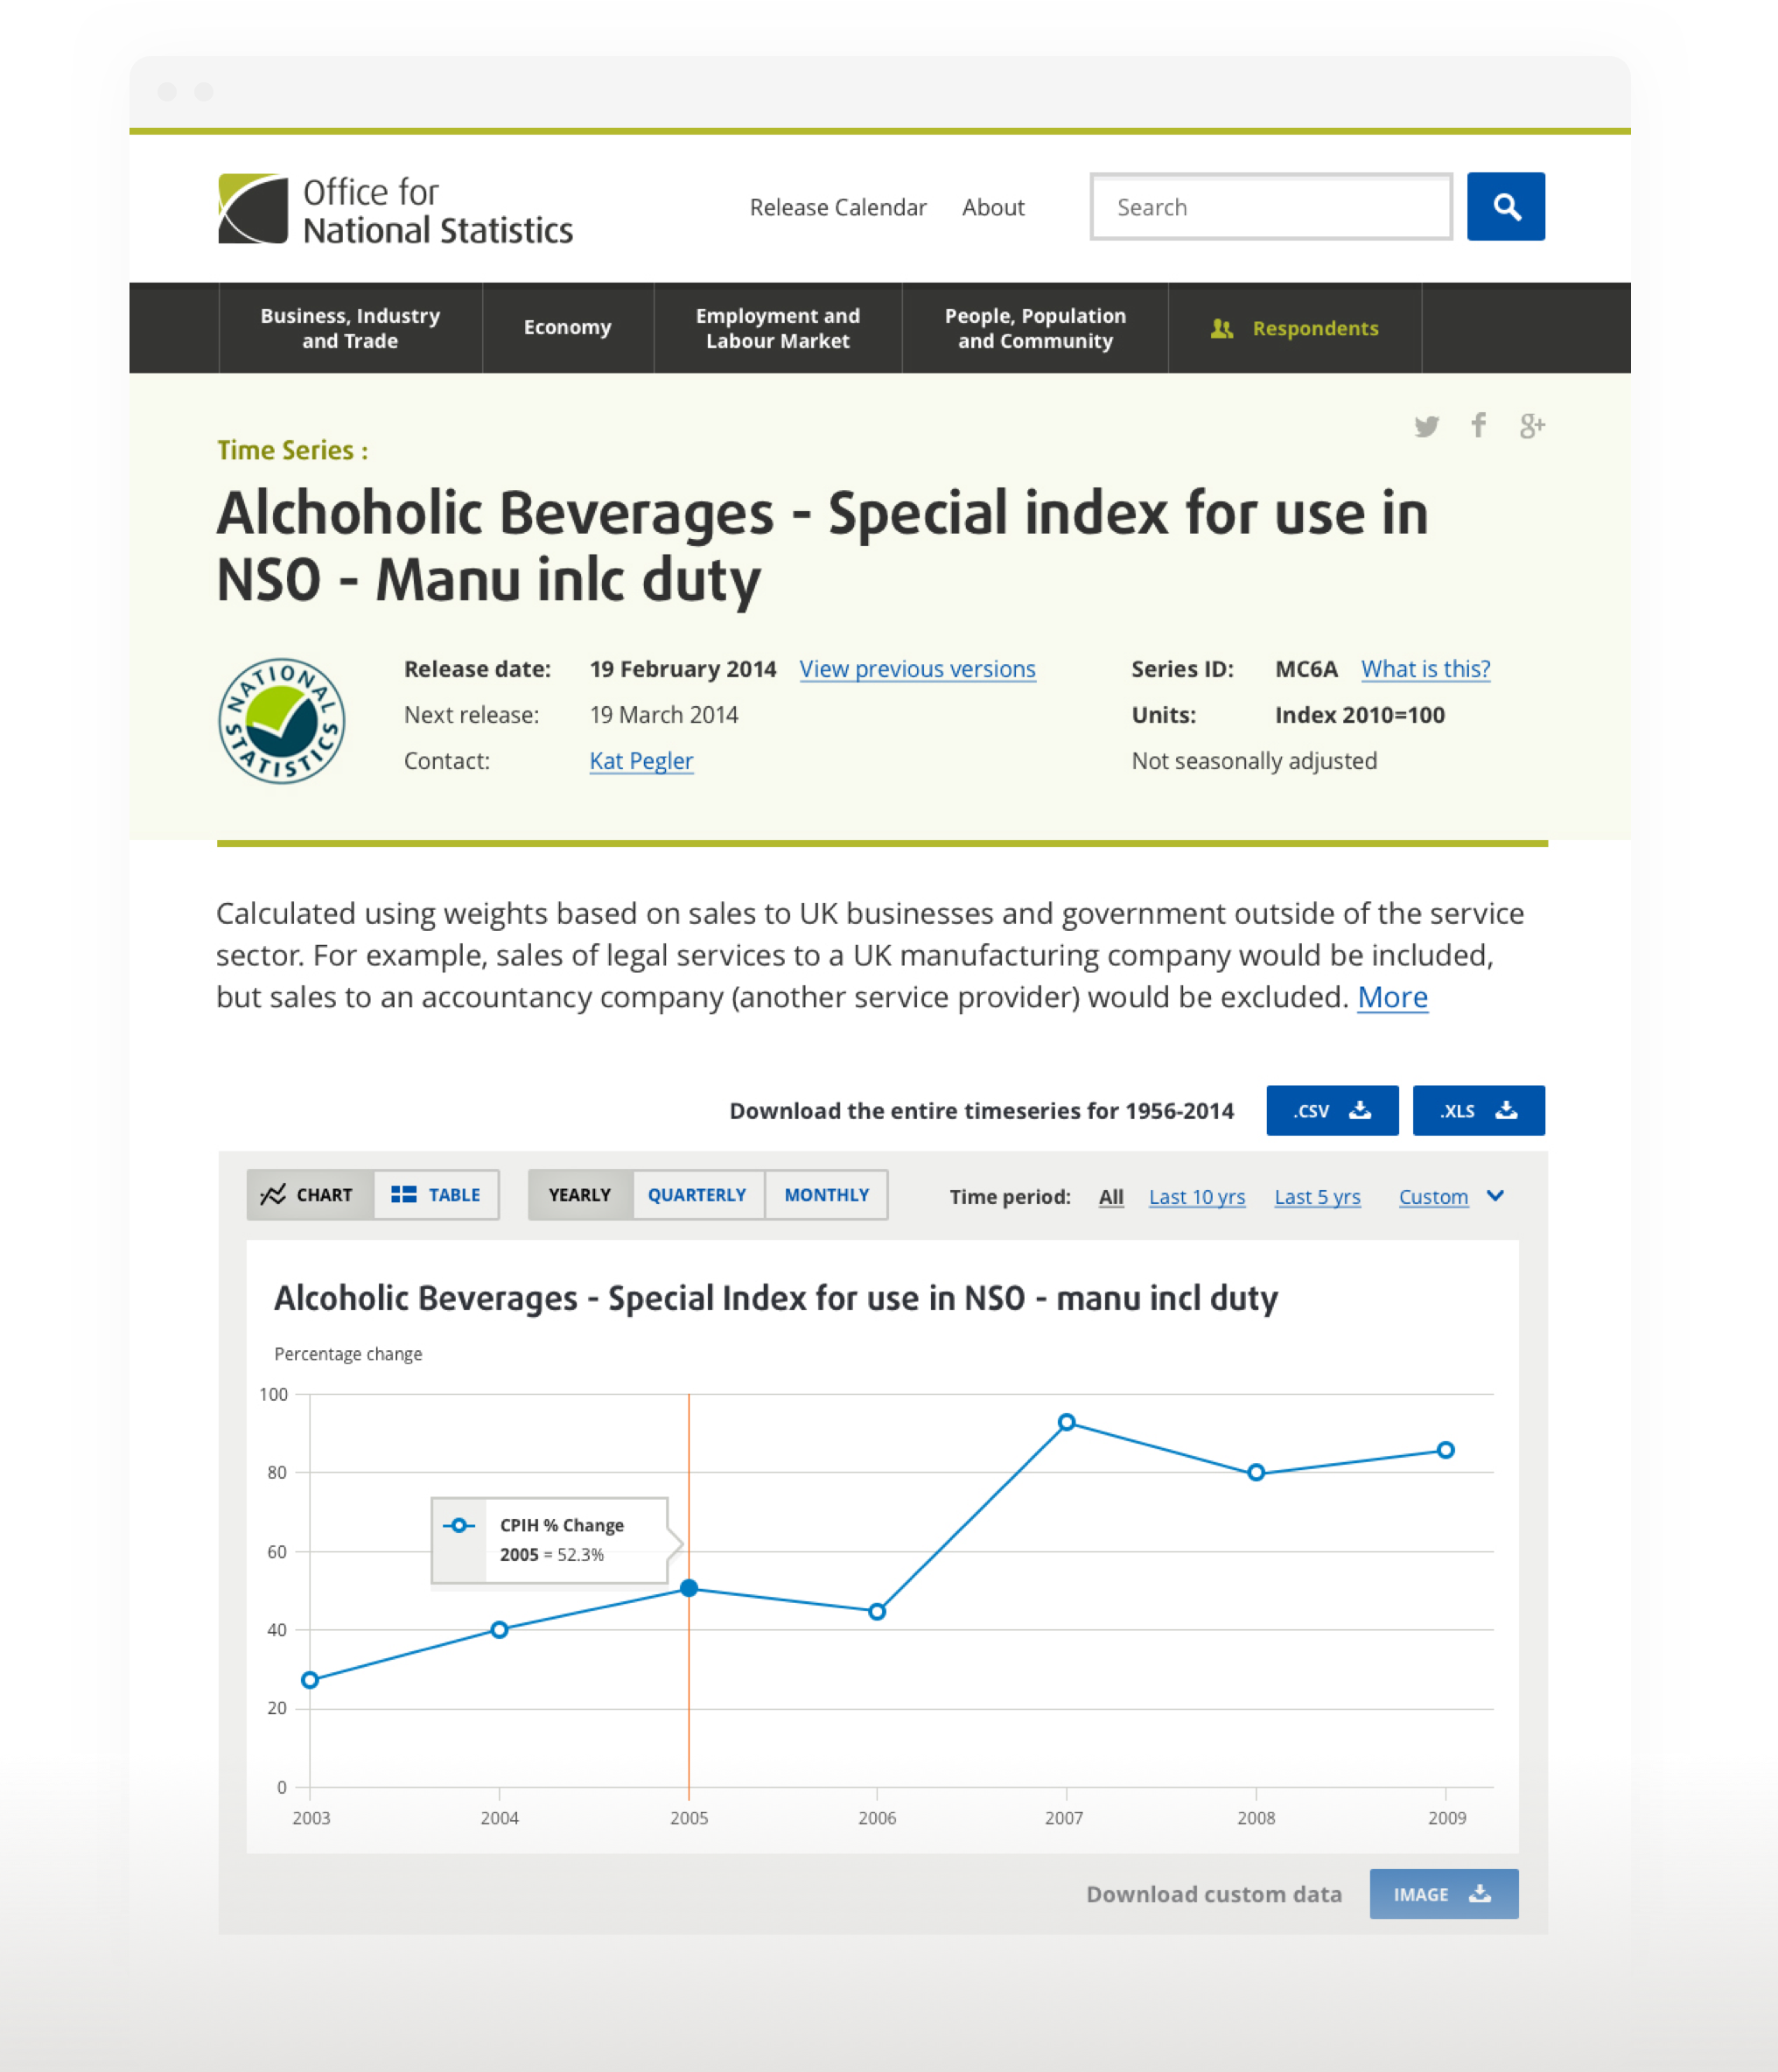 Office for
National Statistics
Release Calendar About
Search
Business, Industry
and Trade
Economy
Employment and
Labour Market
People, Population
and Community
Respondents
Time Series :
Alchoholic Beverages - Special index for use in
NSO - Manu inlc duty
NATIONAL STATISTICS
Release date: 19 February 2014 View previous versions
Next release: 19 March 2014
Contact: Kat Pegler
Series ID: MC6A What is this?
Units: Index 2010=100
Not seasonally adjusted
Calculated using weights based on sales to UK businesses and government outside of the service
sector. For example, sales of legal services to a UK manufacturing company would be included,
but sales to an accountancy company (another service provider) would be excluded. More
Download the entire timeseries for 1956-2014 .CSV .XLS
CHART TABLE YEARLY QUARTERLY MONTHLY Time period: All Last 10 yrs Last 5 yrs Custom
Alcoholic Beverages - Special Index for use in NSO - manu incl duty
Percentage change
100
80
60
40
20
0
CPIH % Change
2005 = 52.3%
2003 2004 2005 2006 2007 2008 2009
Download custom data IMAGE